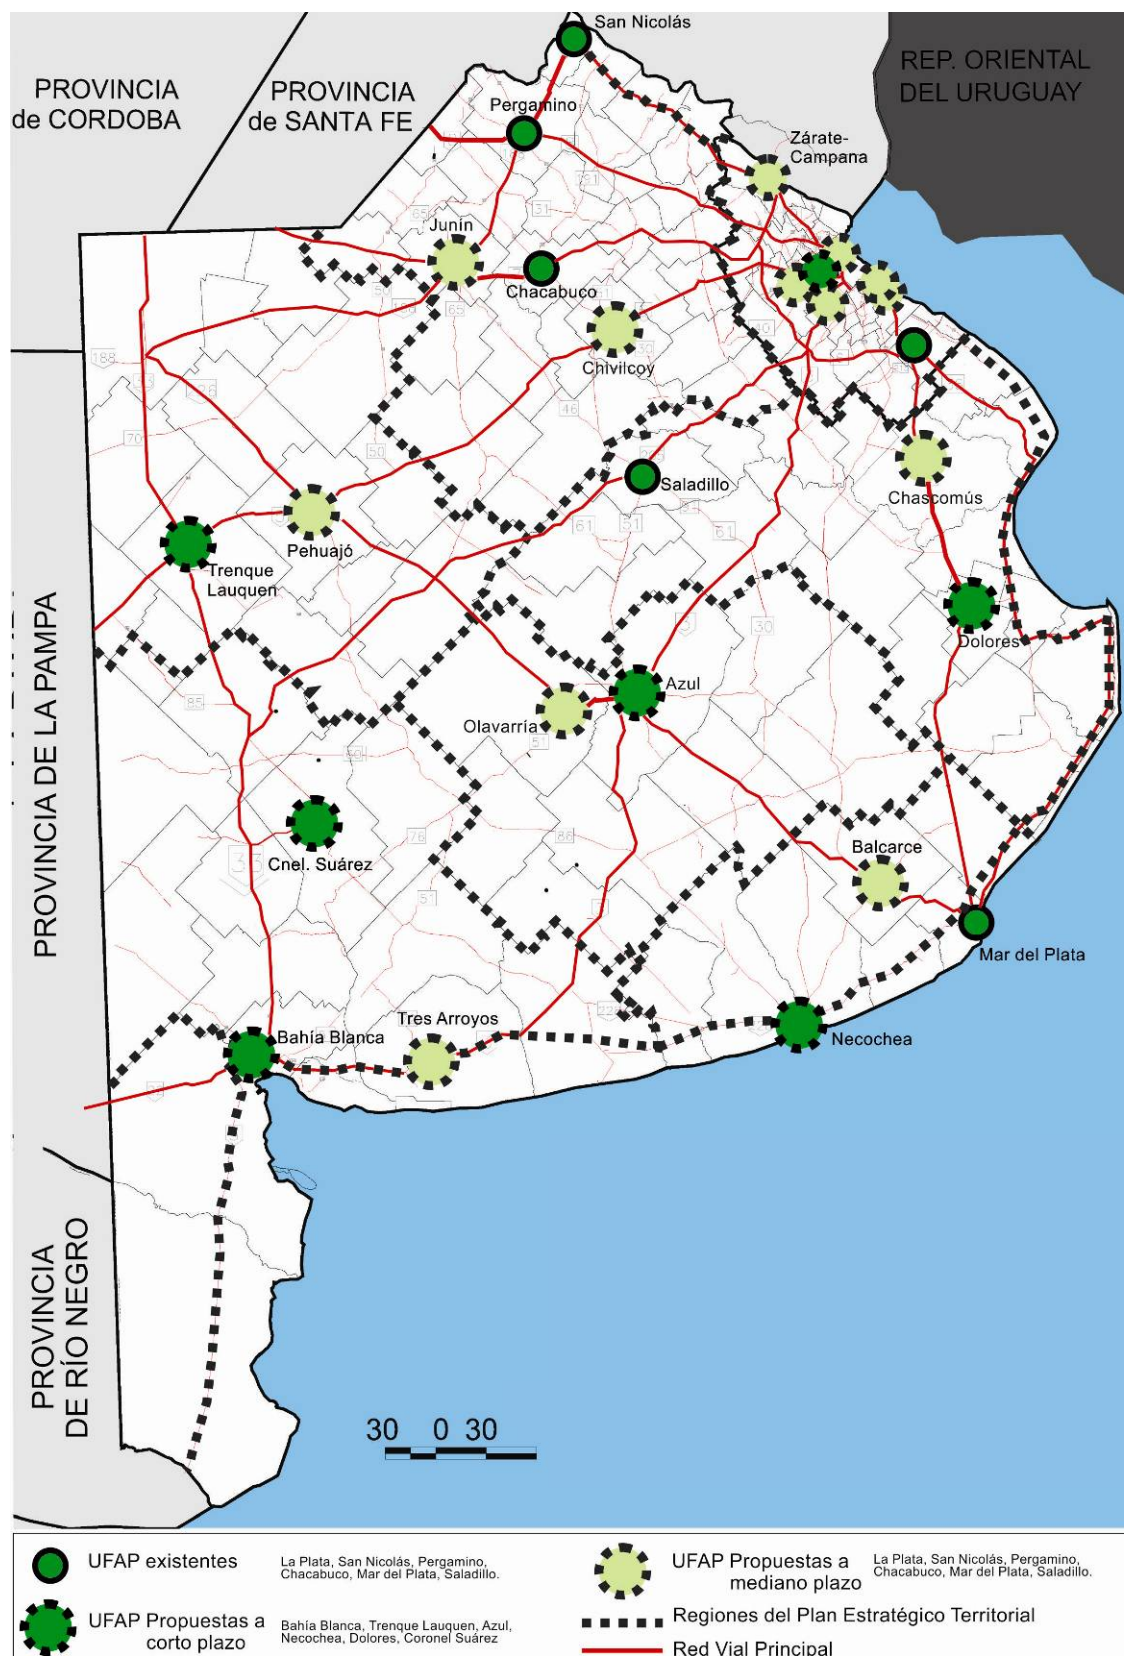 San Nicolás
REP. ORIENTAL
DEL URUGUAY
PROVINCIA
de CORDOBA
PROVINCIA
de SANTA FE
Pergamino
Zárate-
Campana
Junín
Chacabuco
Chivilcoy
Saladillo
Chascomús
Pehuajó
Trenque
Lauquen
Dolores
PROVINCIA DE LA PAMPA
Azul
Olavarría
Cnel. Suárez
Balcarce
Mar del Plata
Tres Arroyos
Bahía Blanca
Necochea
PROVINCIA
DE RÍO NEGRO
30 0 30
UFAP existentes
La Plata, San Nicolás, Pergamino,
Chacabuco, Mar del Plata, Saladillo.
UFAP Propuestas a
mediano plazo
La Plata, San Nicolás, Pergamino,
Chacabuco, Mar del Plata, Saladillo.
UFAP Propuestas a
corto plazo
Bahía Blanca, Trenque Lauquen, Azul,
Necochea, Dolores, Coronel Suárez
Regiones del Plan Estratégico Territorial
Red Vial Principal